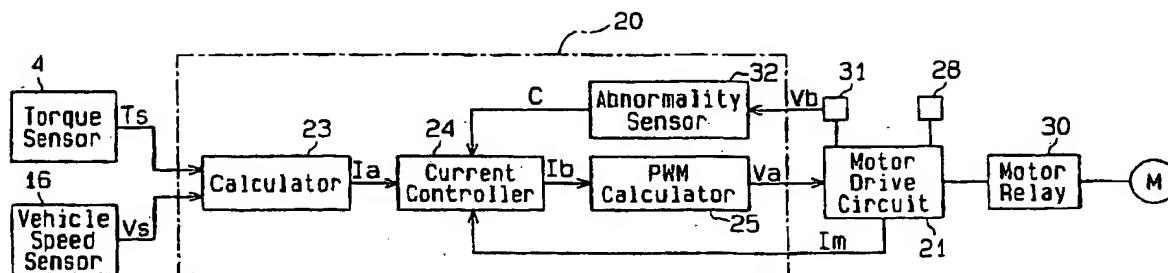 20
4
Torque
Sensor
Ts
16
Vehicle
Speed
Sensor
Vs
23
Calculator
Ia
24
Current
Controller
C
32
Abnormality
Sensor
Vb
31
28
Ib
PWM
Calculator
25
Va
Motor
Drive
Circuit
21
Im
30
Motor
Relay
M